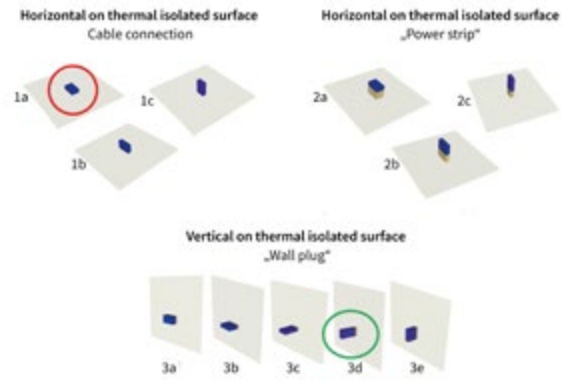 Horizontal on thermal isolated surface
Cable connection
1a
1c
1b
Horizontal on thermal isolated surface
„Power strip“
2a
2c
2b
Vertical on thermal isolated surface
„Wall plug“
3a
3b
3c
3d
3e